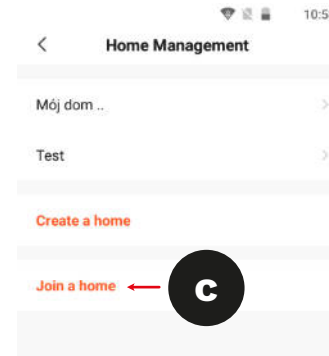 10:5
Home Management
Mój dom ..
Test
Create a home
Join a home
C